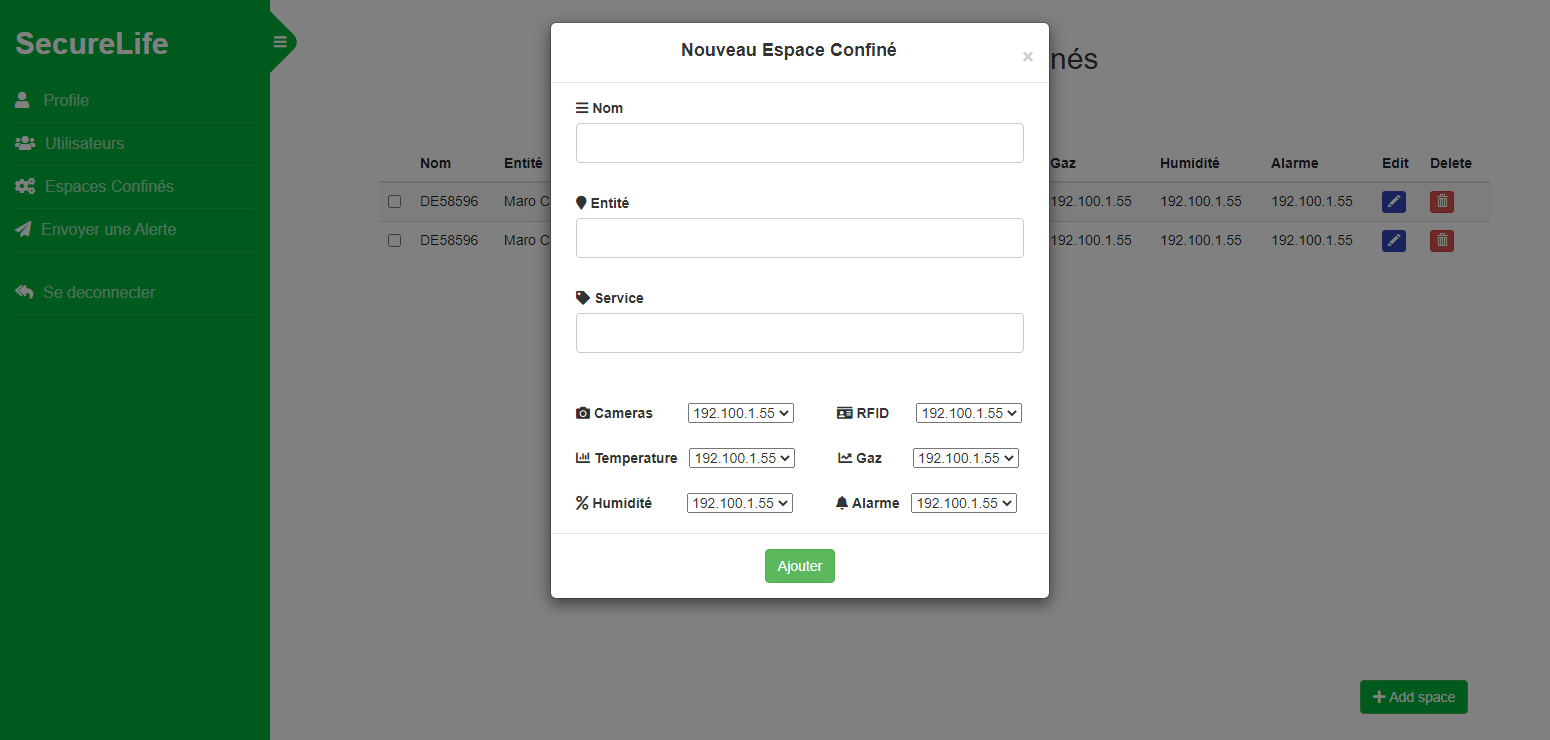 SecureLife
Profile
Utilisateurs
Espaces Confinés
Envoyer une Alerte
Se deconnecter
nés
Nom Entité Gaz Humidité Alarme Edit Delete
DE58596 Maro C 192.100.1.55 192.100.1.55 192.100.1.55
DE58596 Maro C 192.100.1.55 192.100.1.55 192.100.1.55
Nouveau Espace Confiné ×
Nom
Entité
Service
Cameras 192.100.1.55 RFID 192.100.1.55
Temperature 192.100.1.55 Gaz 192.100.1.55
Humidité 192.100.1.55 Alarme 192.100.1.55
Ajouter
Add space